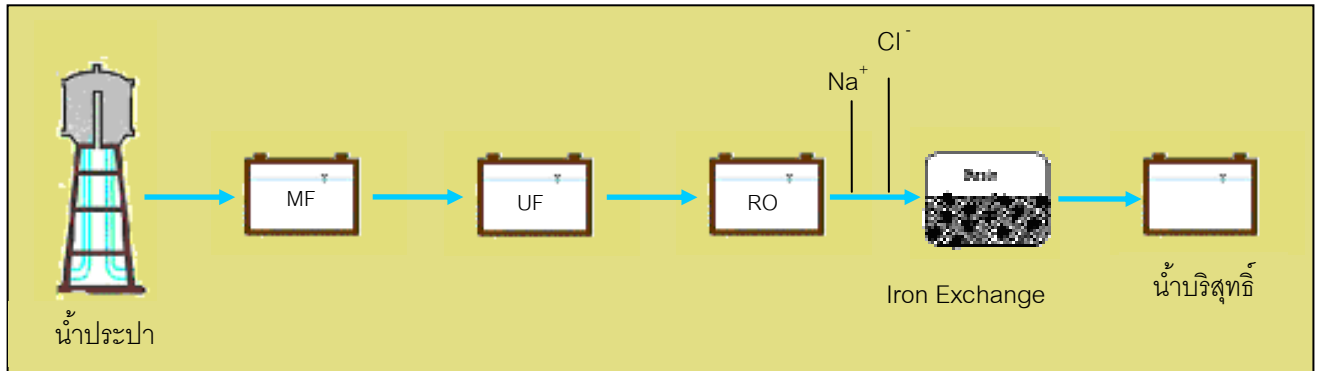 Cl⁻
Na⁺
MF
UF
RO
Resin
Iron Exchange
น้ำประปา
น้ำบริสุทธิ์